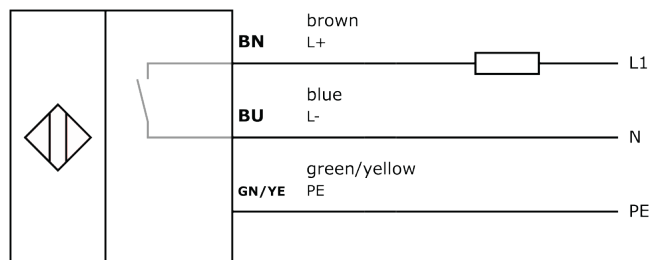 brown
BN L+
L1
blue
BU L-
N
green/yellow
GN/YE PE
PE